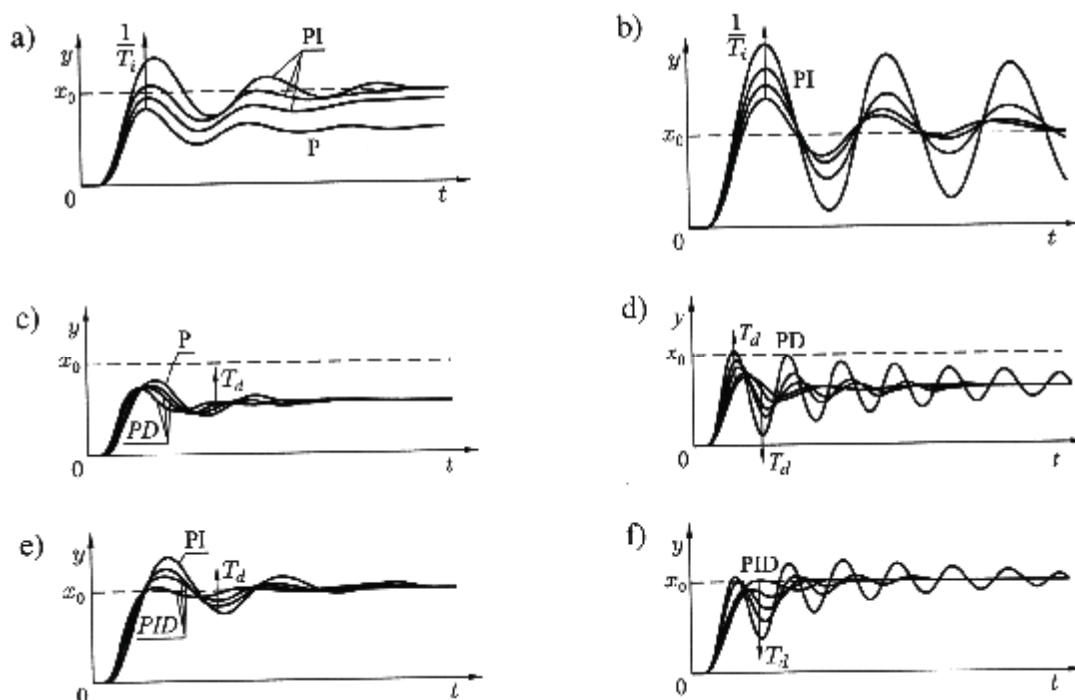 a)
y
1/T_i
PI
x_0
P
0
t
b)
y
1/T_i
PI
x_0
0
t
c)
y
P
x_0
T_d
PD
0
t
d)
y
T_d
PD
x_0
T_d
0
t
e)
y
PI
T_d
x_0
PID
0
t
f)
y
PID
x_0
T_d
0
t